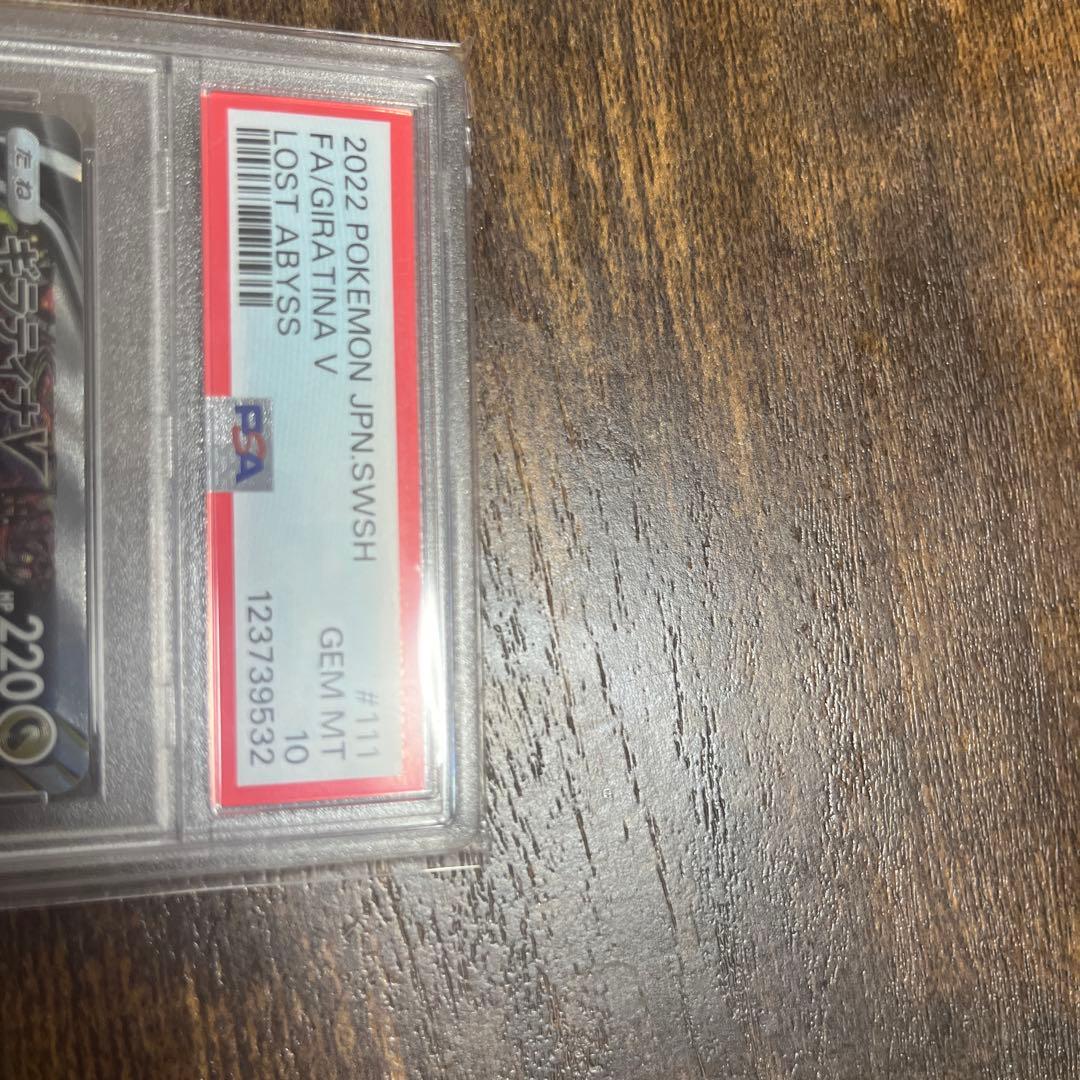 2022 POKEMON JPN.SWSH #111
FA/GIRATINA V GEM MT
LOST ABYSS 10
PSA 123739532
たね
ギラティナV HP 220